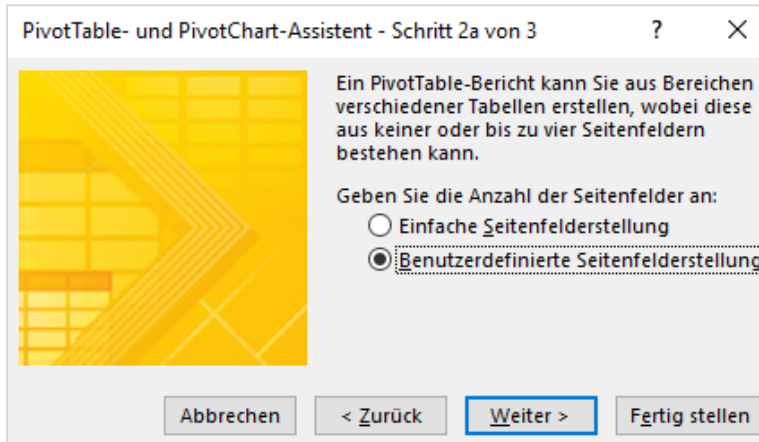 PivotTable- und PivotChart-Assistent - Schritt 2a von 3 ?
Ein PivotTable-Bericht kann Sie aus Bereichen
verschiedener Tabellen erstellen, wobei diese
aus keiner oder bis zu vier Seitenfeldern
bestehen kann.
Geben Sie die Anzahl der Seitenfelder an:
Einfache Seitenfelderstellung
Benutzerdefinierte Seitenfelderstellung
Abbrechen < Zurück Weiter > Fertig stellen